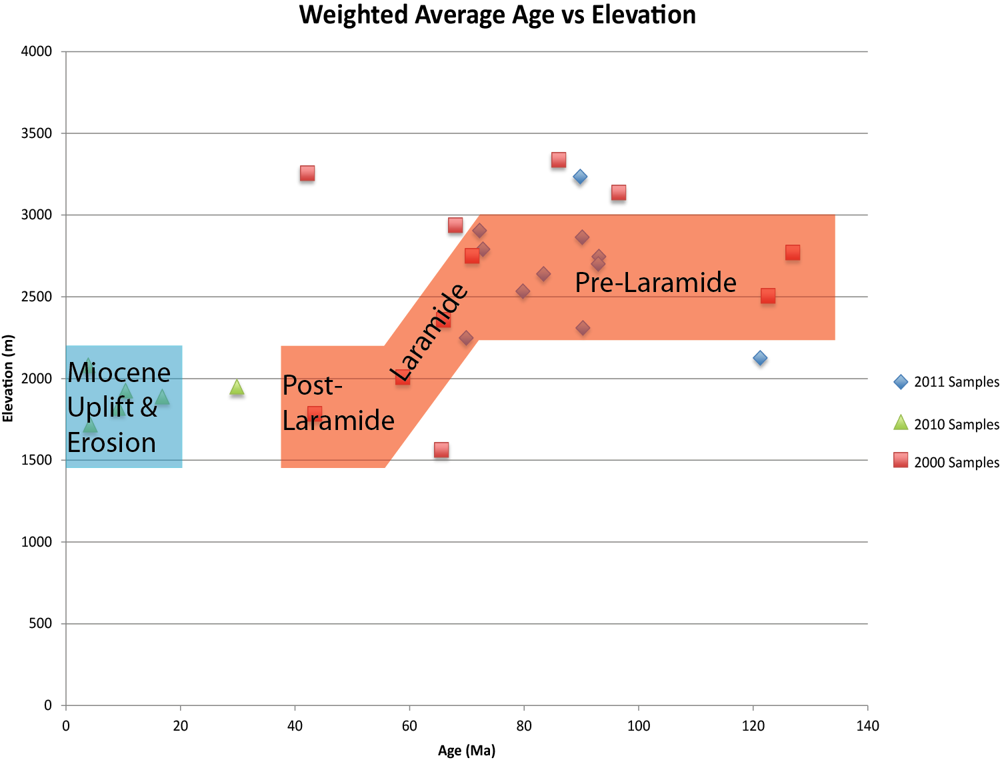 Weighted Average Age vs Elevation
4000
3500
3000
2500
2000
1500
1000
500
0
Elevation (m)
0 20 40 60 80 100 120 140
Age (Ma)
Miocene
Uplift &
Erosion
Post-
Laramide
Laramide
Pre-Laramide
2011 Samples
2010 Samples
2000 Samples